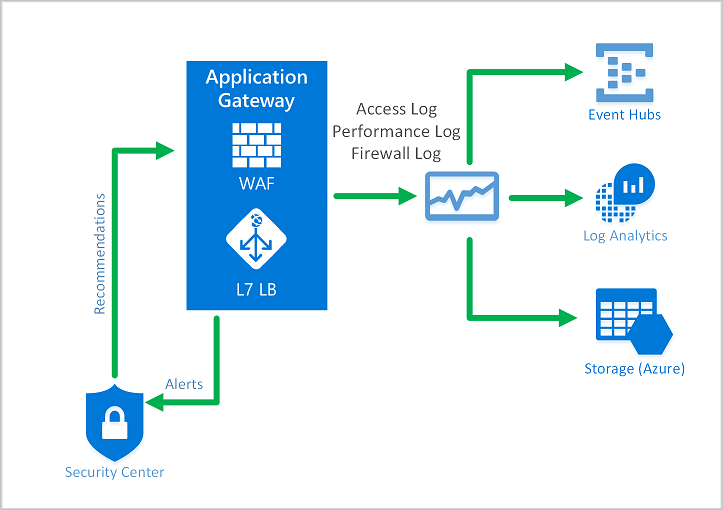 Application
Gateway
WAF
L7 LB
Access Log
Performance Log
Firewall Log
Event Hubs
Log Analytics
Storage (Azure)
Recommendations
Alerts
Security Center